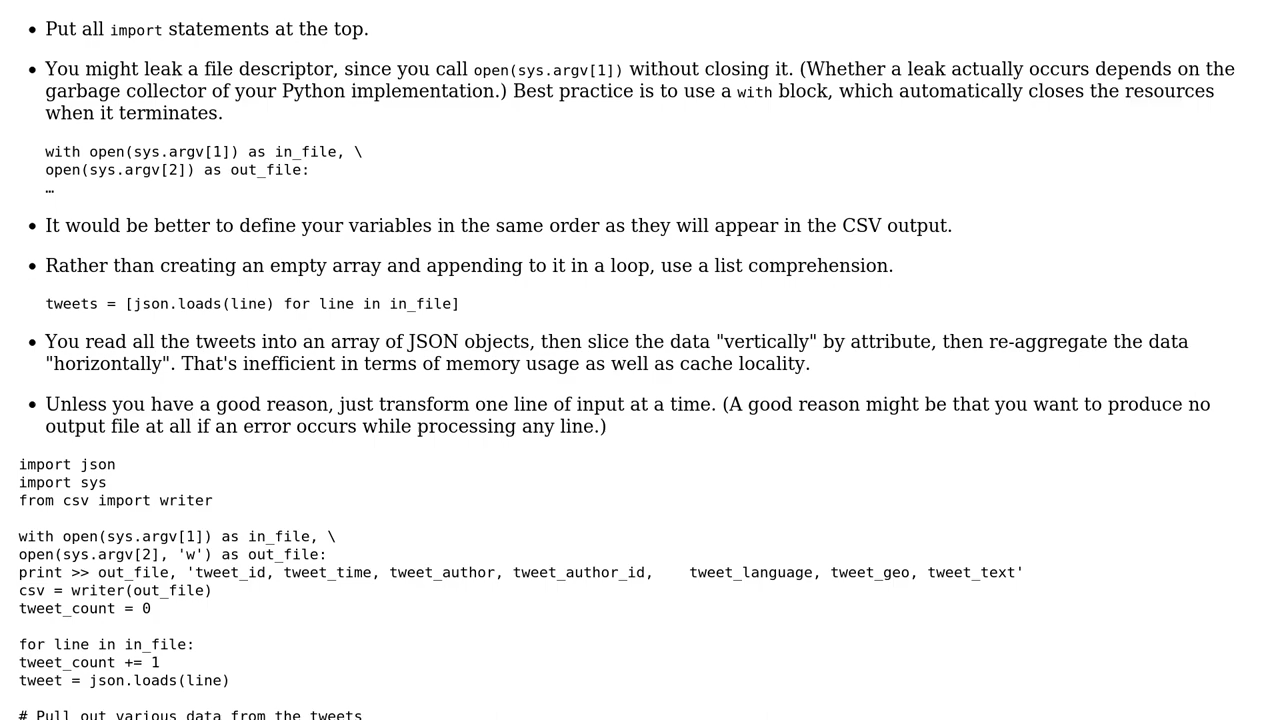 • Put all import statements at the top.
• You might leak a file descriptor, since you call open(sys.argv[1]) without closing it. (Whether a leak actually occurs depends on the
garbage collector of your Python implementation.) Best practice is to use a with block, which automatically closes the resources
when it terminates.
with open(sys.argv[1]) as in_file, \
open(sys.argv[2]) as out_file:
…
• It would be better to define your variables in the same order as they will appear in the CSV output.
• Rather than creating an empty array and appending to it in a loop, use a list comprehension.
tweets = [json.loads(line) for line in in_file]
• You read all the tweets into an array of JSON objects, then slice the data "vertically" by attribute, then re-aggregate the data
"horizontally". That's inefficient in terms of memory usage as well as cache locality.
• Unless you have a good reason, just transform one line of input at a time. (A good reason might be that you want to produce no
output file at all if an error occurs while processing any line.)
import json
import sys
from csv import writer
with open(sys.argv[1]) as in_file, \
open(sys.argv[2], 'w') as out_file:
print >> out_file, 'tweet_id, tweet_time, tweet_author, tweet_author_id,    tweet_language, tweet_geo, tweet_text'
csv = writer(out_file)
tweet_count = 0
for line in in_file:
tweet_count += 1
tweet = json.loads(line)
# Pull out various data from the tweets